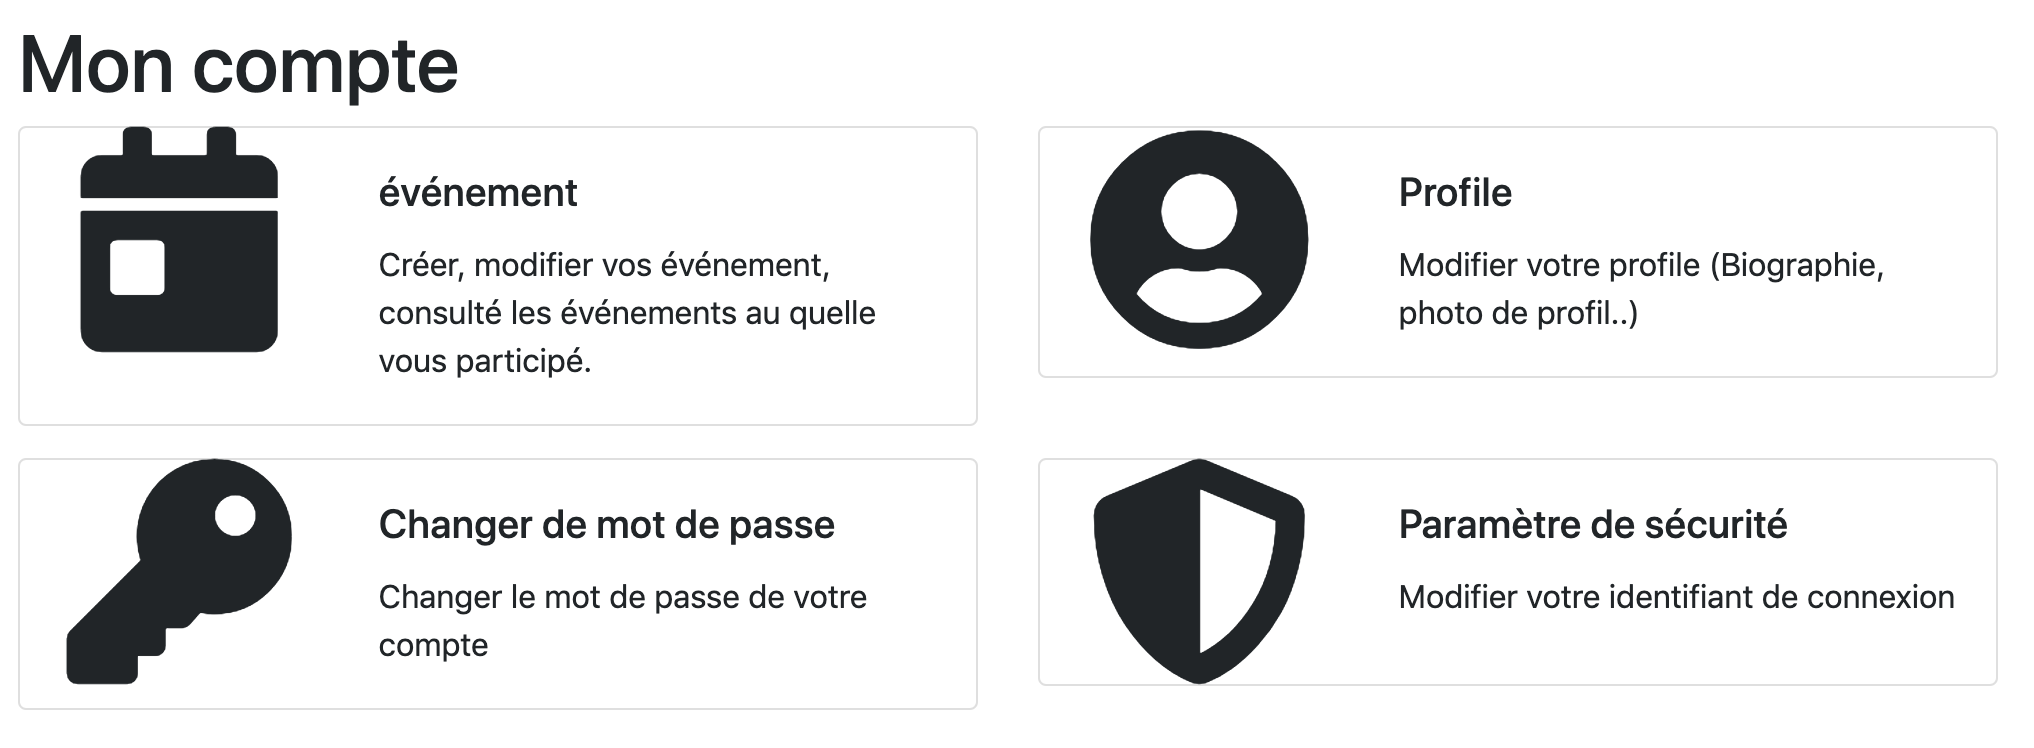 Mon compte
événement
Créer, modifier vos événement,
consulté les événements au quelle
vous participé.
Profile
Modifier votre profile (Biographie,
photo de profil..)
Changer de mot de passe
Changer le mot de passe de votre
compte
Paramètre de sécurité
Modifier votre identifiant de connexion